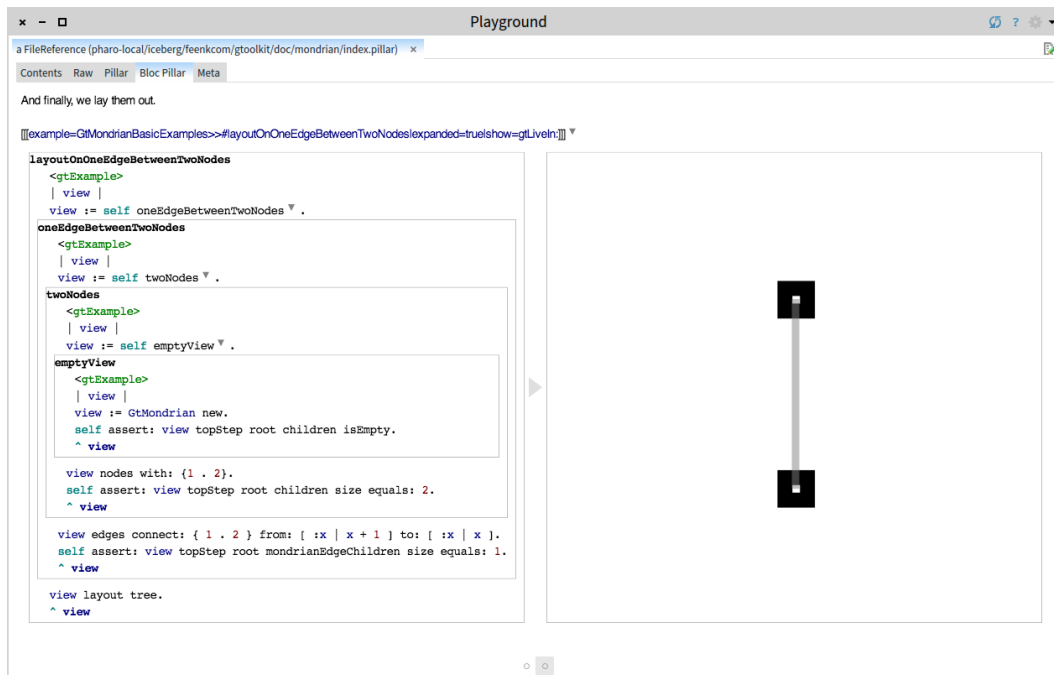 Playground
?
a FileReference (pharo-local/iceberg/feenkcom/gtoolkit/doc/mondrian/index.pillar) ×
Contents Raw Pillar Bloc Pillar Meta
And finally, we lay them out.
[[[example=GtMondrianBasicExamples>>#layoutOnOneEdgeBetweenTwoNodes|expanded=true|show=gtLiveIn:]]]
layoutOnOneEdgeBetweenTwoNodes
<gtExample>
| view |
view := self oneEdgeBetweenTwoNodes .
oneEdgeBetweenTwoNodes
<gtExample>
| view |
view := self twoNodes .
twoNodes
<gtExample>
| view |
view := self emptyView .
emptyView
<gtExample>
| view |
view := GtMondrian new.
self assert: view topStep root children isEmpty.
^ view
view nodes with: {1 . 2}.
self assert: view topStep root children size equals: 2.
^ view
view edges connect: { 1 . 2 } from: [ :x | x + 1 ] to: [ :x | x ].
self assert: view topStep root mondrianEdgeChildren size equals: 1.
^ view
view layout tree.
^ view